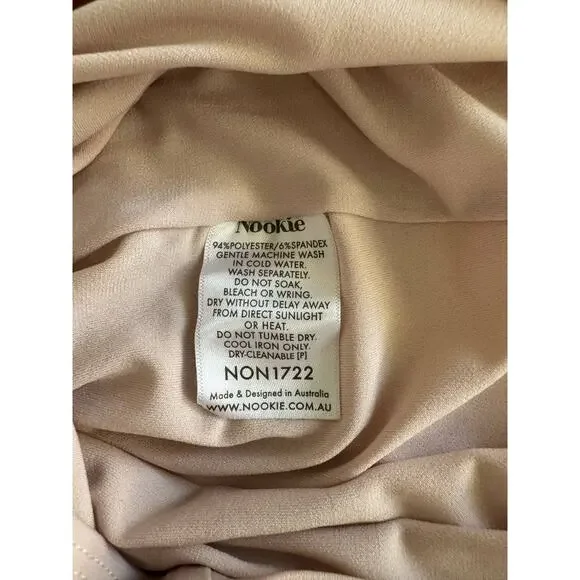 Nookie
94%POLYESTER/6%SPANDEX
GENTLE MACHINE WASH
IN COLD WATER.
WASH SEPARATELY.
DO NOT SOAK,
BLEACH OR WRING.
DRY WITHOUT DELAY AWAY
FROM DIRECT SUNLIGHT
OR HEAT.
DO NOT TUMBLE DRY.
COOL IRON ONLY.
DRY-CLEANABLE [P]
NON1722
Made & Designed in Australia
WWW.NOOKIE.COM.AU